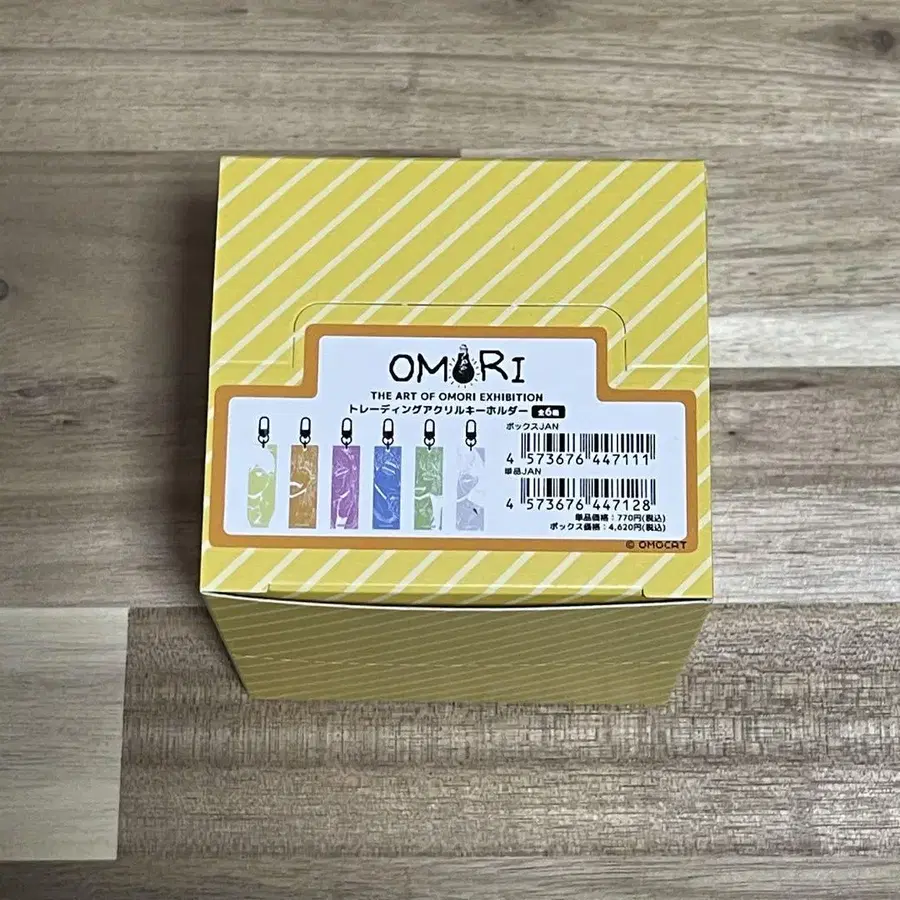 OMORI
THE ART OF OMORI EXHIBITION
トレーディングアクリルキーホルダー 全6種
ボックスJAN
4 573676 447111
単品JAN
4 573676 447128
単品価格：770円(税込)
ボックス価格：4,620円(税込)
© OMOCAT